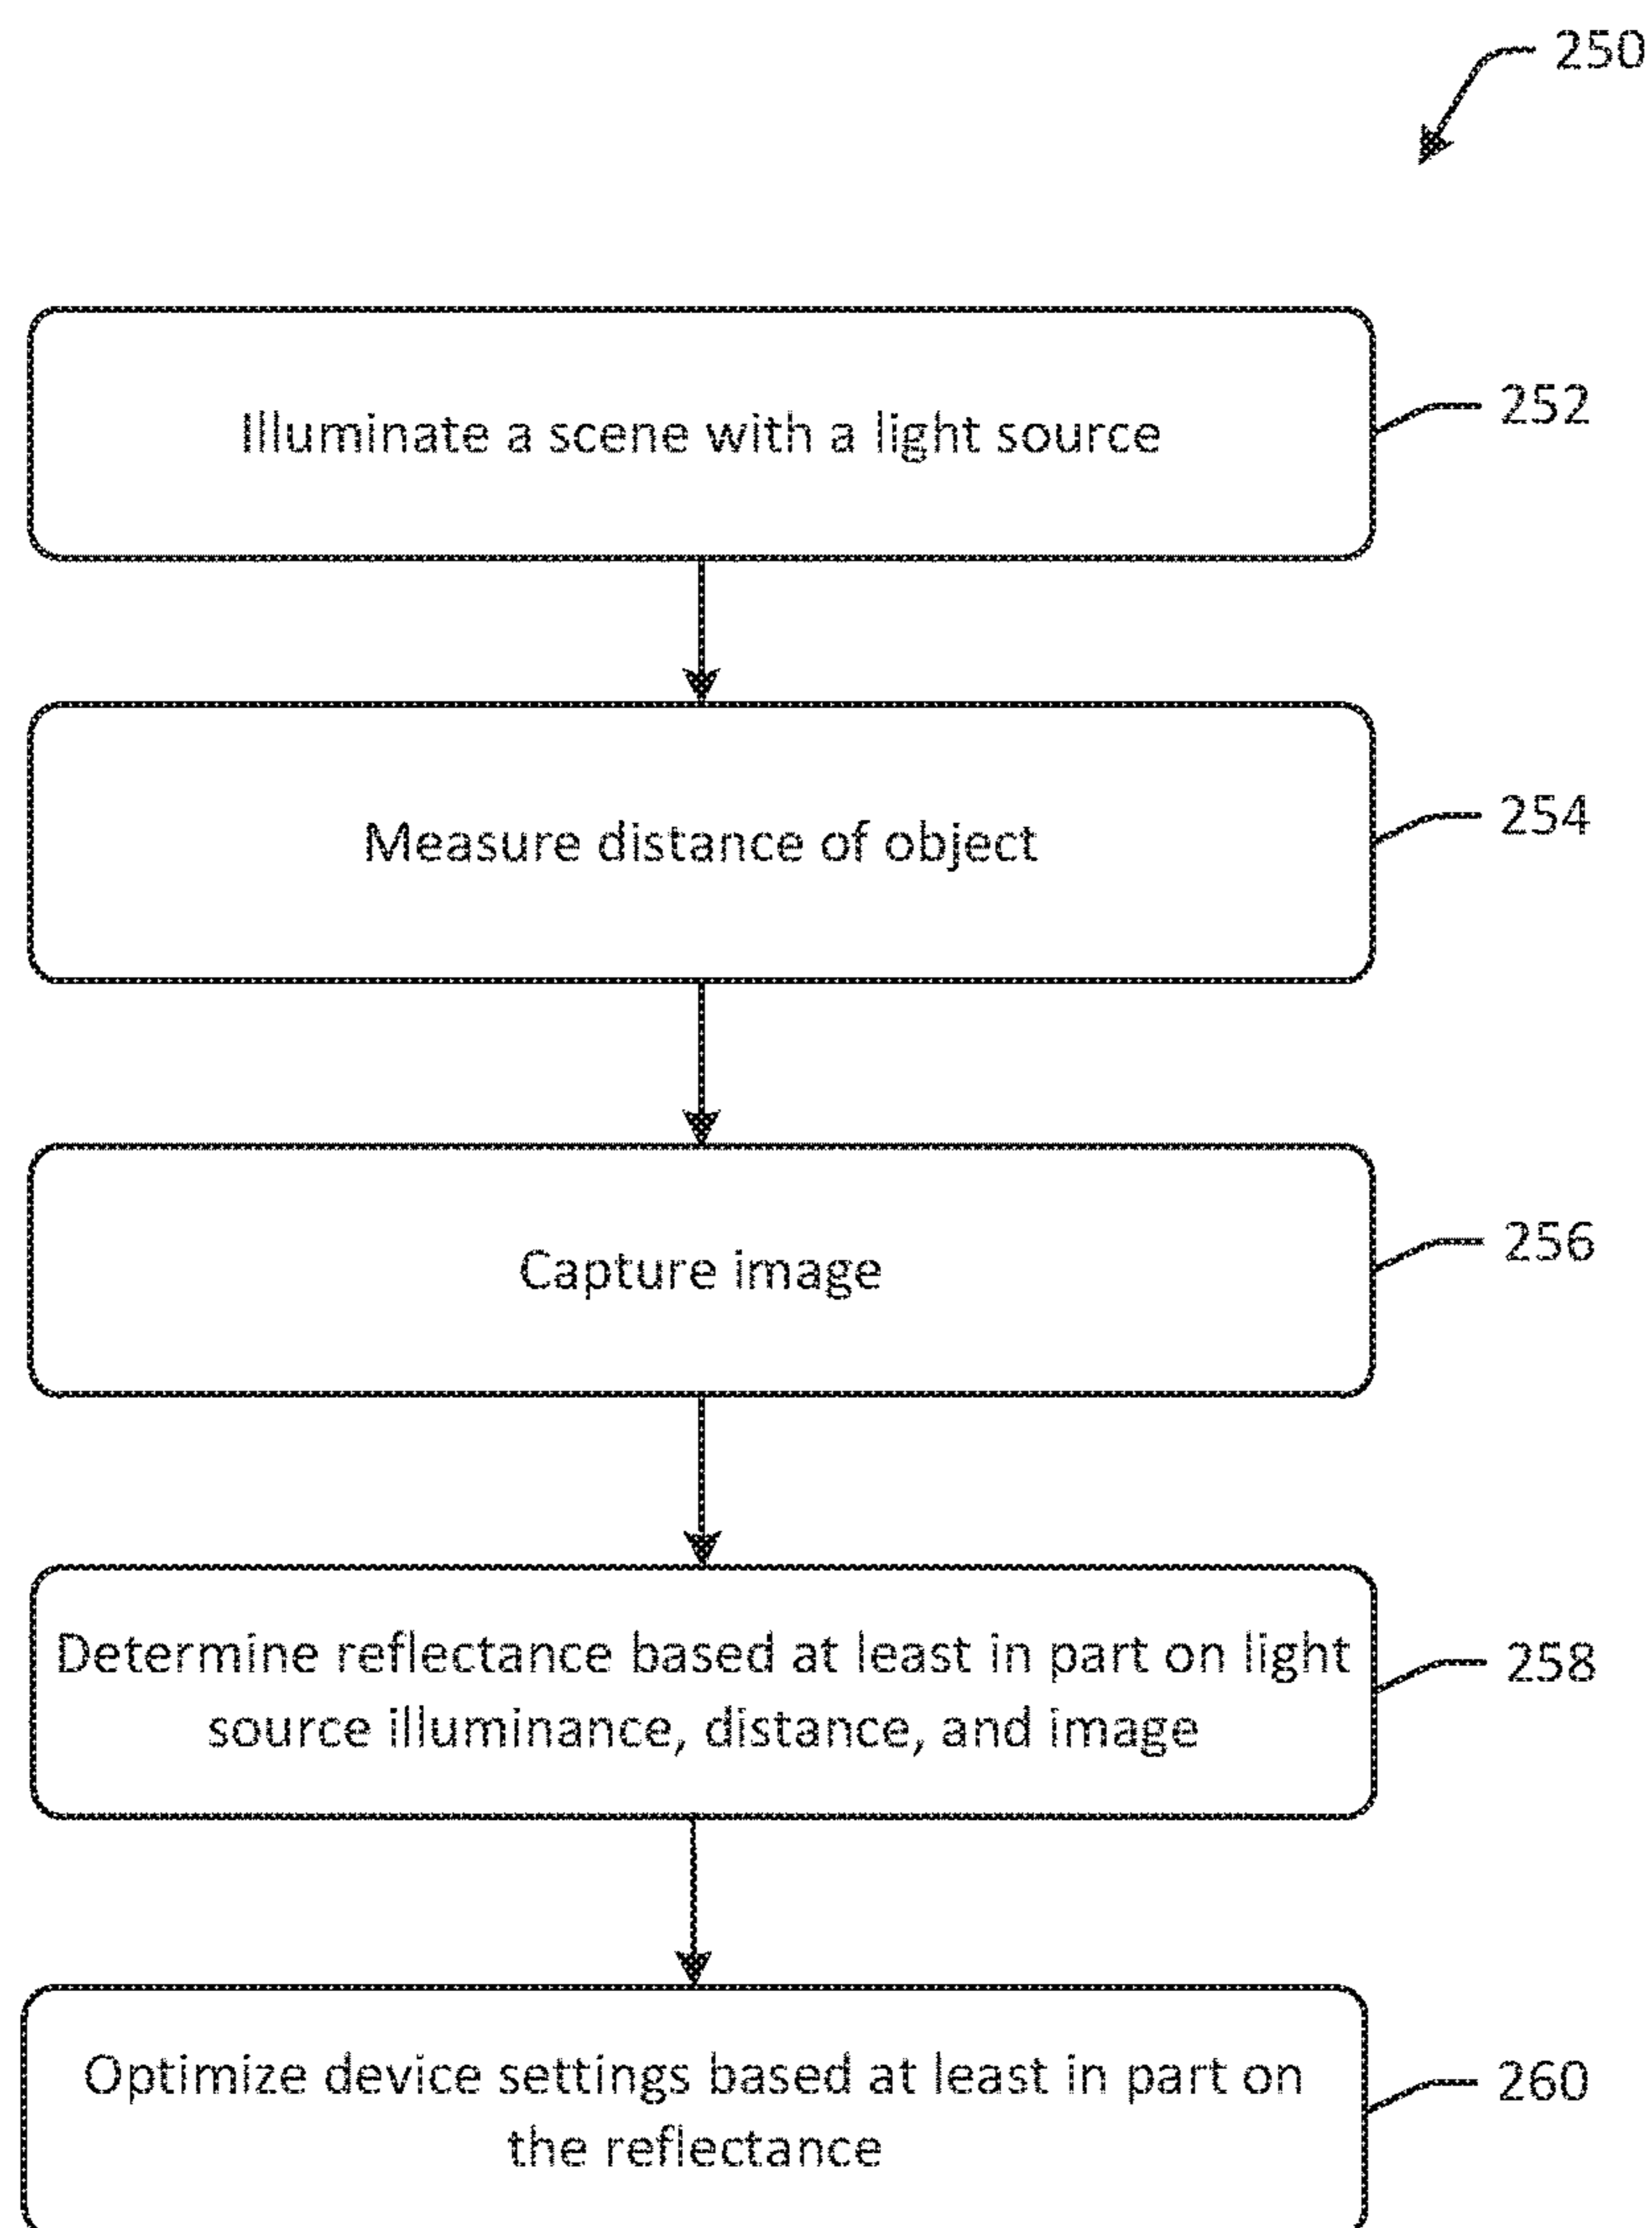 250
Illuminate a scene with a light source
252
Measure distance of object
254
Capture image
256
Determine reflectance based at least in part on light
source illuminance, distance, and image
258
Optimize device settings based at least in part on
the reflectance
260